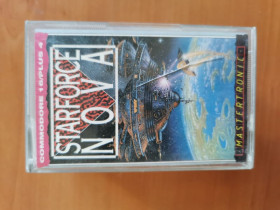 COMMODORE 16/PLUS 4
STARFORCE
NOVA
MASTERTRONIC